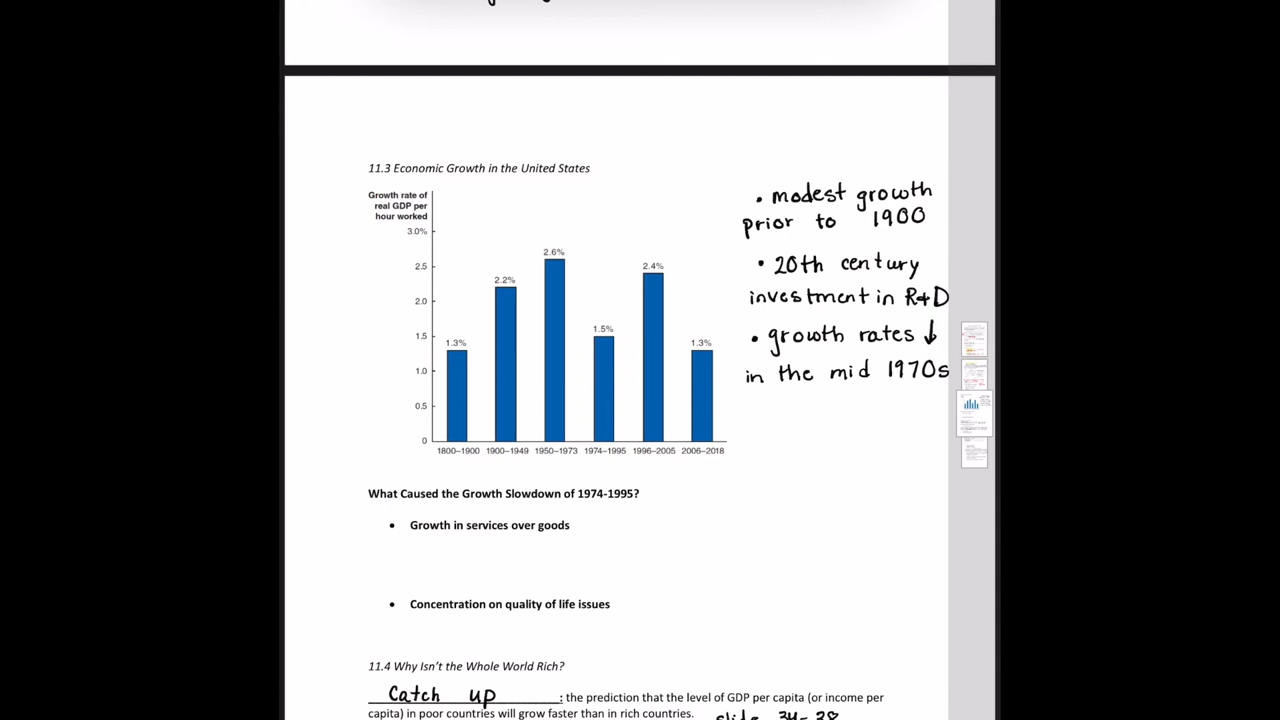 11.3 Economic Growth in the United States
Growth rate of
real GDP per
hour worked
3.0%
2.5
2.0
1.5
1.0
0.5
0
1.3%
2.2%
2.6%
1.5%
2.4%
1.3%
1800–1900 1900–1949 1950–1973 1974–1995 1996–2005 2006–2018
• modest growth
prior to 1900
• 20th century
investment in R+D
• growth rates ↓
in the mid 1970s
What Caused the Growth Slowdown of 1974-1995?
• Growth in services over goods
• Concentration on quality of life issues
11.4 Why Isn't the Whole World Rich?
Catch up : the prediction that the level of GDP per capita (or income per
capita) in poor countries will grow faster than in rich countries.